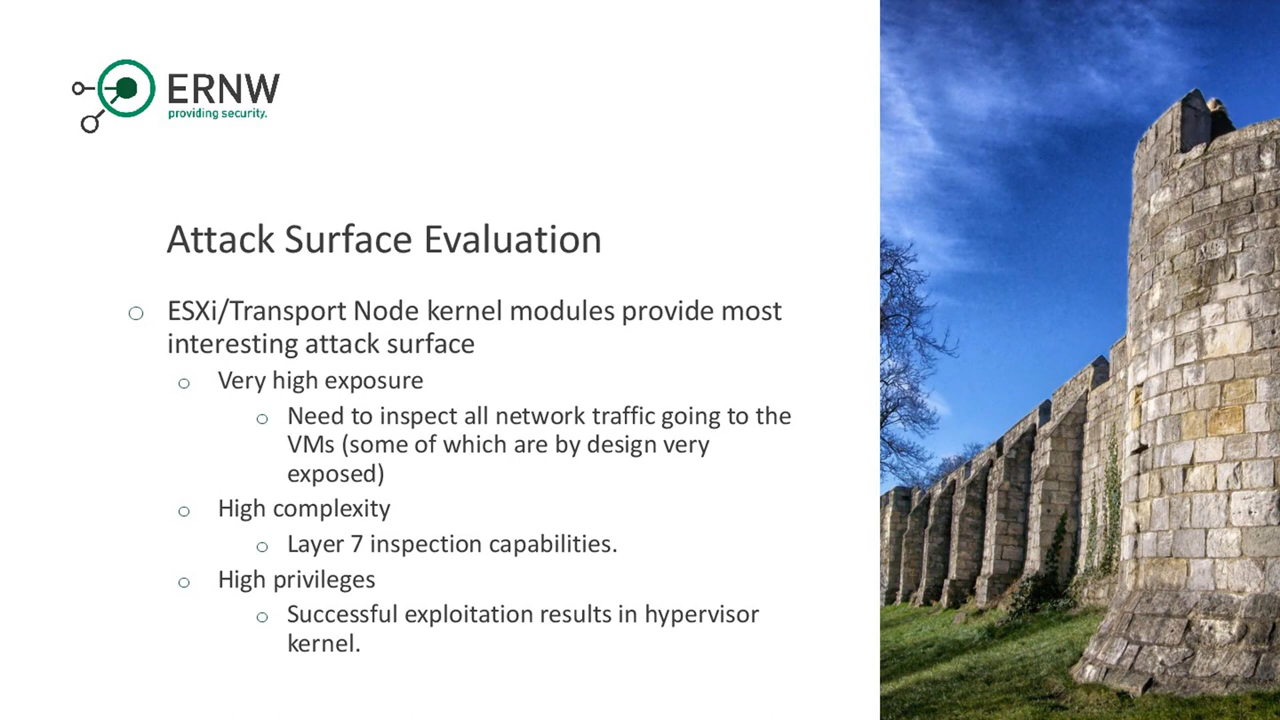 ERNW
providing security.
Attack Surface Evaluation
ESXi/Transport Node kernel modules provide most
interesting attack surface
Very high exposure
Need to inspect all network traffic going to the
VMs (some of which are by design very
exposed)
High complexity
Layer 7 inspection capabilities.
High privileges
Successful exploitation results in hypervisor
kernel.